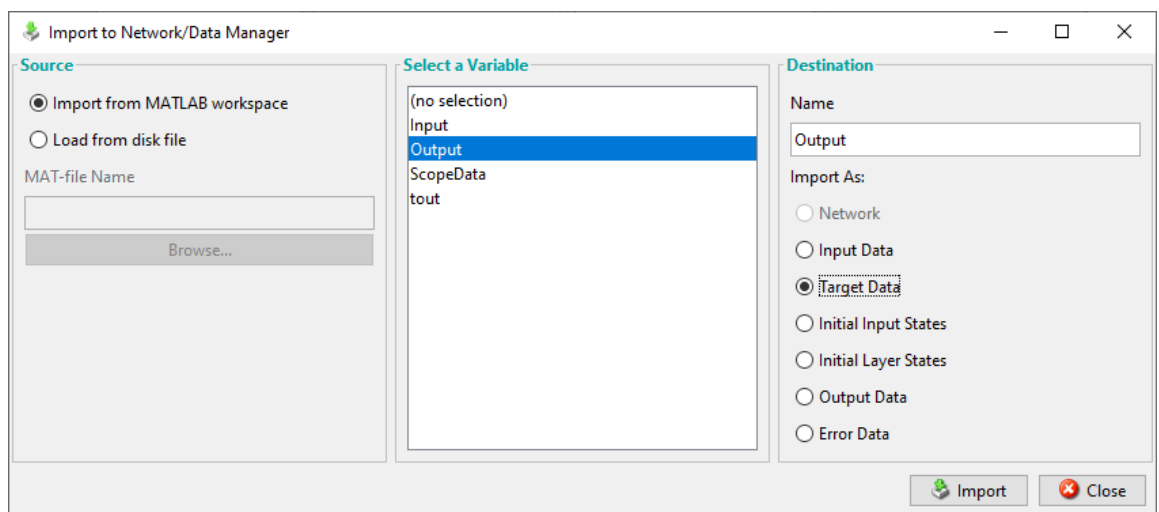 Import to Network/Data Manager
Source
Import from MATLAB workspace
Load from disk file
MAT-file Name
Browse...
Select a Variable
(no selection)
Input
Output
ScopeData
tout
Destination
Name
Output
Import As:
Network
Input Data
Target Data
Initial Input States
Initial Layer States
Output Data
Error Data
Import
Close